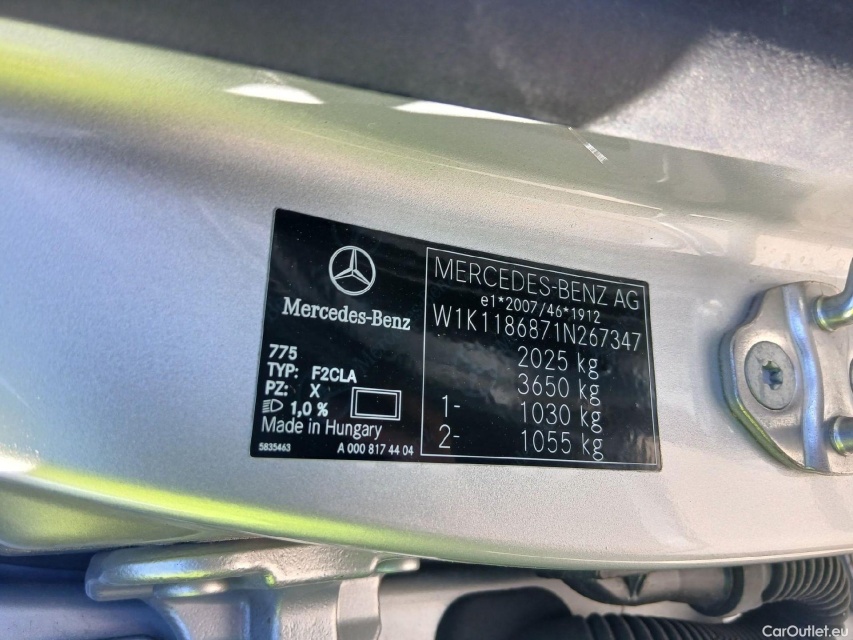 Mercedes-Benz
775
TYP: F2CLA
PZ: X
1,0 %
Made in Hungary
5835463
A 000 817 44 04
MERCEDES-BENZ AG
e1*2007/46*1912
W1K1186871N267347
2025 kg
3650 kg
1- 1030 kg
2- 1055 kg
CarOutlet.eu